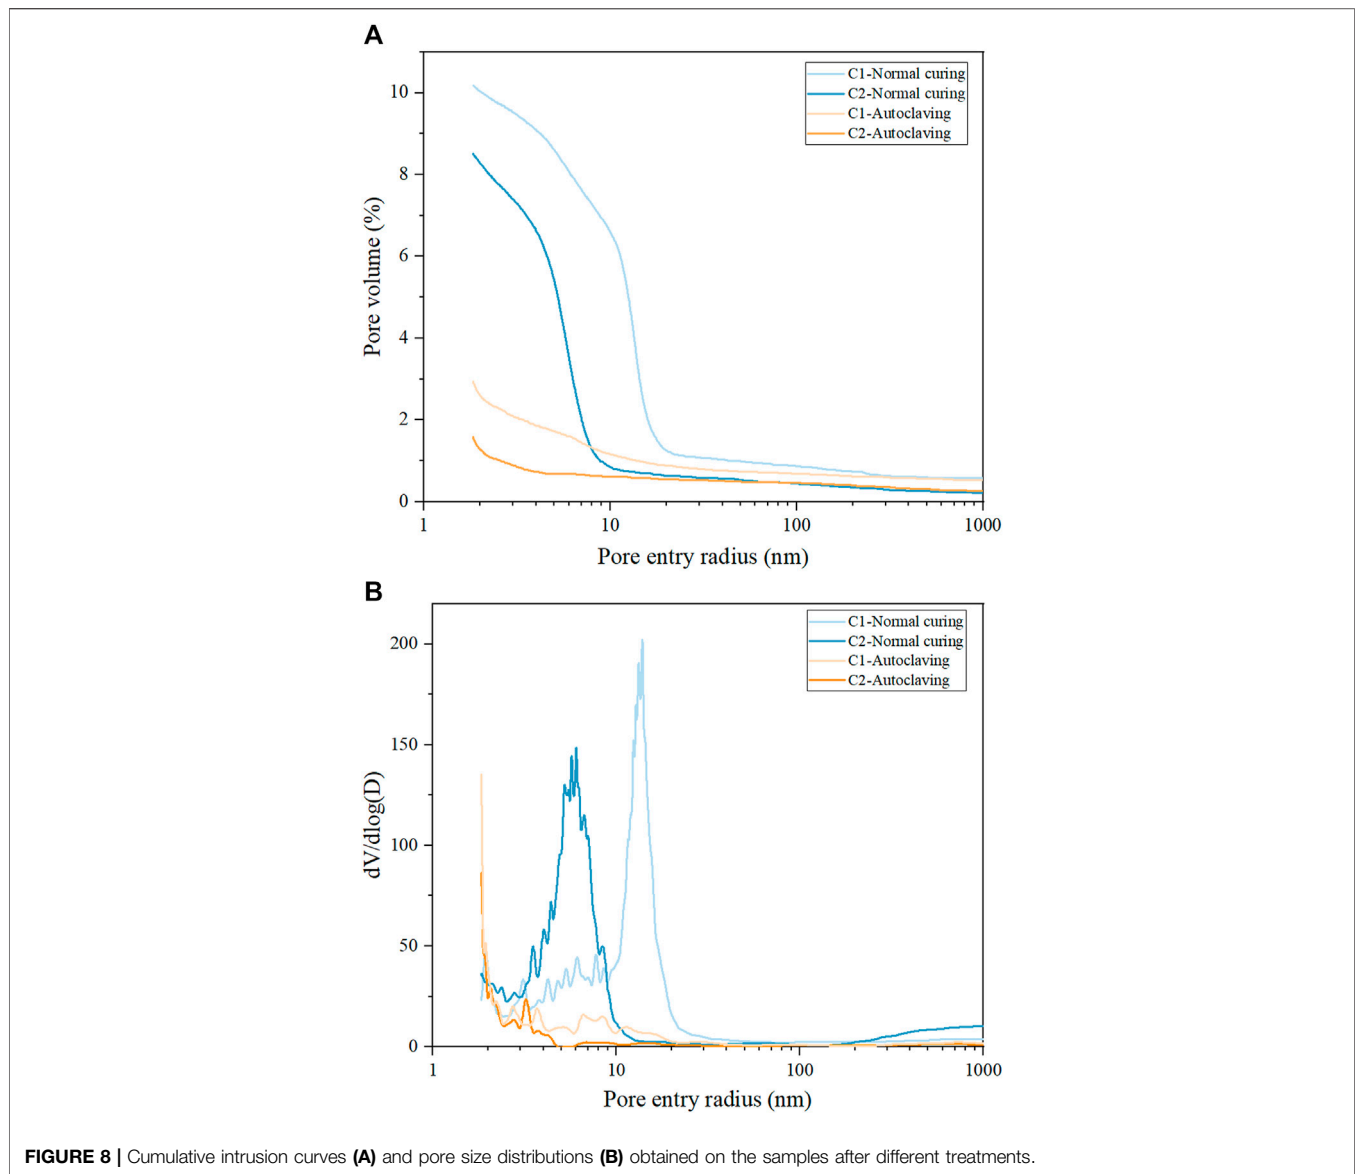 A
C1-Normal curing
C2-Normal curing
C1-Autoclaving
C2-Autoclaving
10
8
6
4
2
0
Pore volume (%)
1 10 100 1000
Pore entry radius (nm)
B
C1-Normal curing
C2-Normal curing
C1-Autoclaving
C2-Autoclaving
200
150
100
50
0
dV/dlog(D)
1 10 100 1000
Pore entry radius (nm)
FIGURE 8 | Cumulative intrusion curves (A) and pore size distributions (B) obtained on the samples after different treatments.